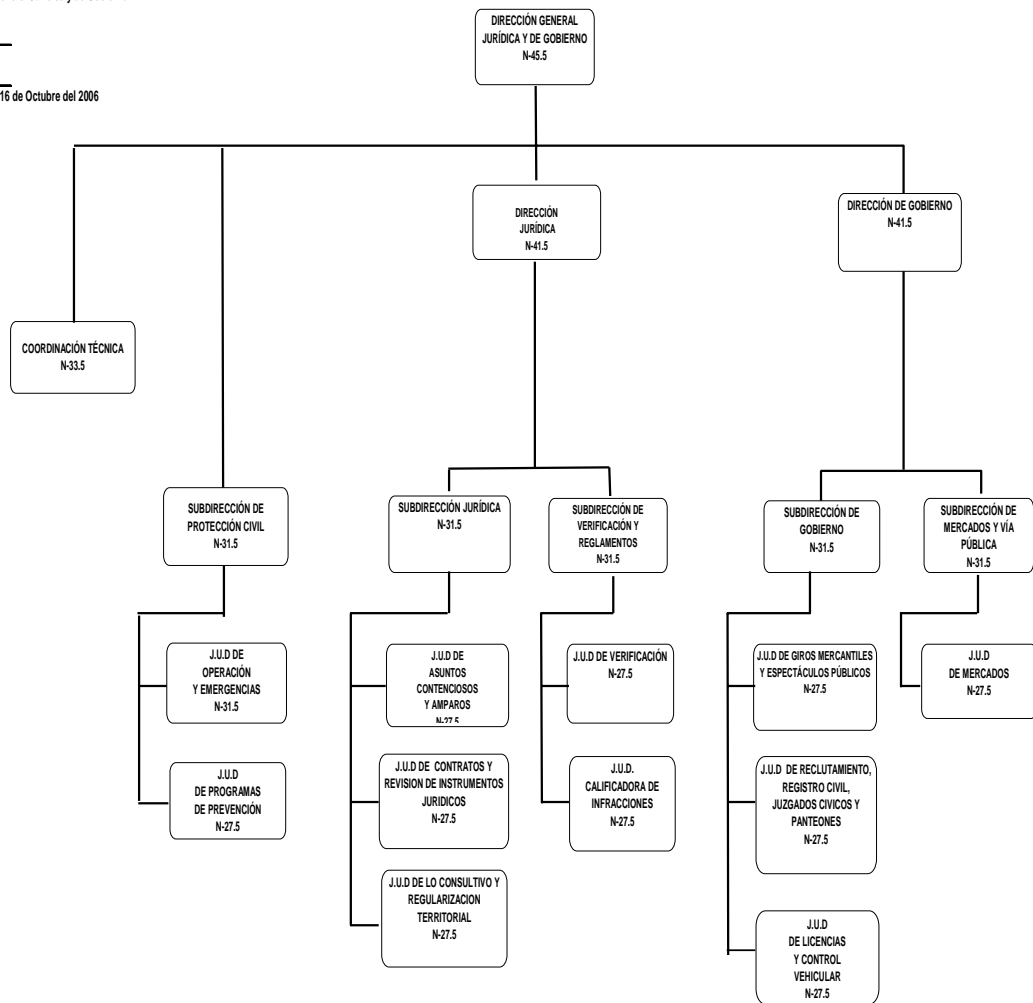 16 de Octubre del 2006
DIRECCIÓN GENERAL
JURÍDICA Y DE GOBIERNO
N-45.5
DIRECCIÓN
JURÍDICA
N-41.5
DIRECCIÓN DE GOBIERNO
N-41.5
COORDINACIÓN TÉCNICA
N-33.5
SUBDIRECCIÓN DE
PROTECCIÓN CIVIL
N-31.5
SUBDIRECCIÓN JURÍDICA
N-31.5
SUBDIRECCIÓN DE
VERIFICACIÓN Y
REGLAMENTOS
N-31.5
SUBDIRECCIÓN DE
GOBIERNO
N-31.5
SUBDIRECCIÓN DE
MERCADOS Y VÍA
PÚBLICA
N-31.5
J.U.D DE
OPERACIÓN
Y EMERGENCIAS
N-31.5
J.U.D DE
ASUNTOS
CONTENCIOSOS
Y AMPAROS
N-27.5
J.U.D DE VERIFICACIÓN
N-27.5
J.U.D DE GIROS MERCANTILES
Y ESPECTÁCULOS PÚBLICOS
N-27.5
J.U.D
DE MERCADOS
N-27.5
J.U.D
DE PROGRAMAS
DE PREVENCIÓN
N-27.5
J.U.D DE CONTRATOS Y
REVISION DE INSTRUMENTOS
JURIDICOS
N-27.5
J.U.D.
CALIFICADORA DE
INFRACCIONES
N-27.5
J.U.D DE RECLUTAMIENTO,
REGISTRO CIVIL,
JUZGADOS CIVICOS Y
PANTEONES
N-27.5
J.U.D DE LO CONSULTIVO Y
REGULARIZACION
TERRITORIAL
N-27.5
J.U.D
DE LICENCIAS
Y CONTROL
VEHICULAR
N-27.5